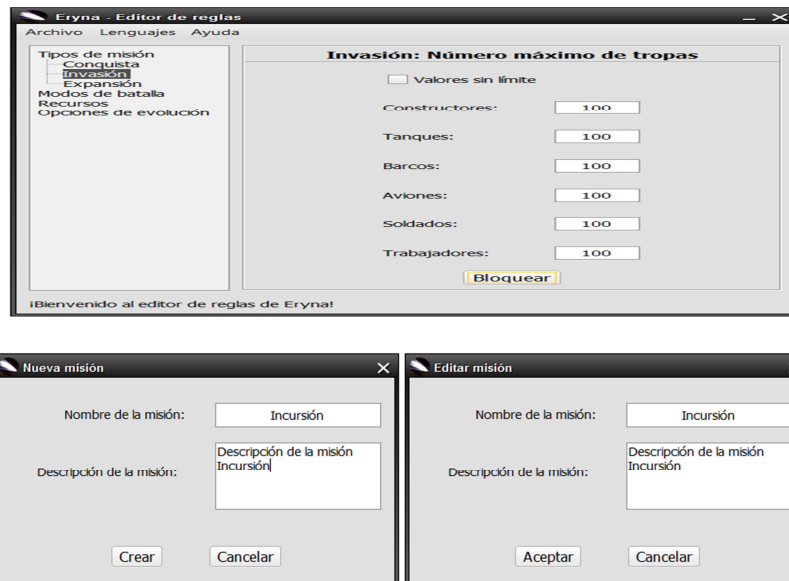 Eryna - Editor de reglas
Archivo Lenguajes Ayuda
Tipos de misión
Conquista
Invasión
Expansión
Modos de batalla
Recursos
Opciones de evolución
Invasión: Número máximo de tropas
Valores sin límite
Constructores: 100
Tanques: 100
Barcos: 100
Aviones: 100
Soldados: 100
Trabajadores: 100
Bloquear
¡Bienvenido al editor de reglas de Eryna!
Nueva misión
Nombre de la misión: Incursión
Descripción de la misión:
Descripción de la misión
Incursión
Crear Cancelar
Editar misión
Nombre de la misión: Incursión
Descripción de la misión:
Descripción de la misión
Incursión
Aceptar Cancelar